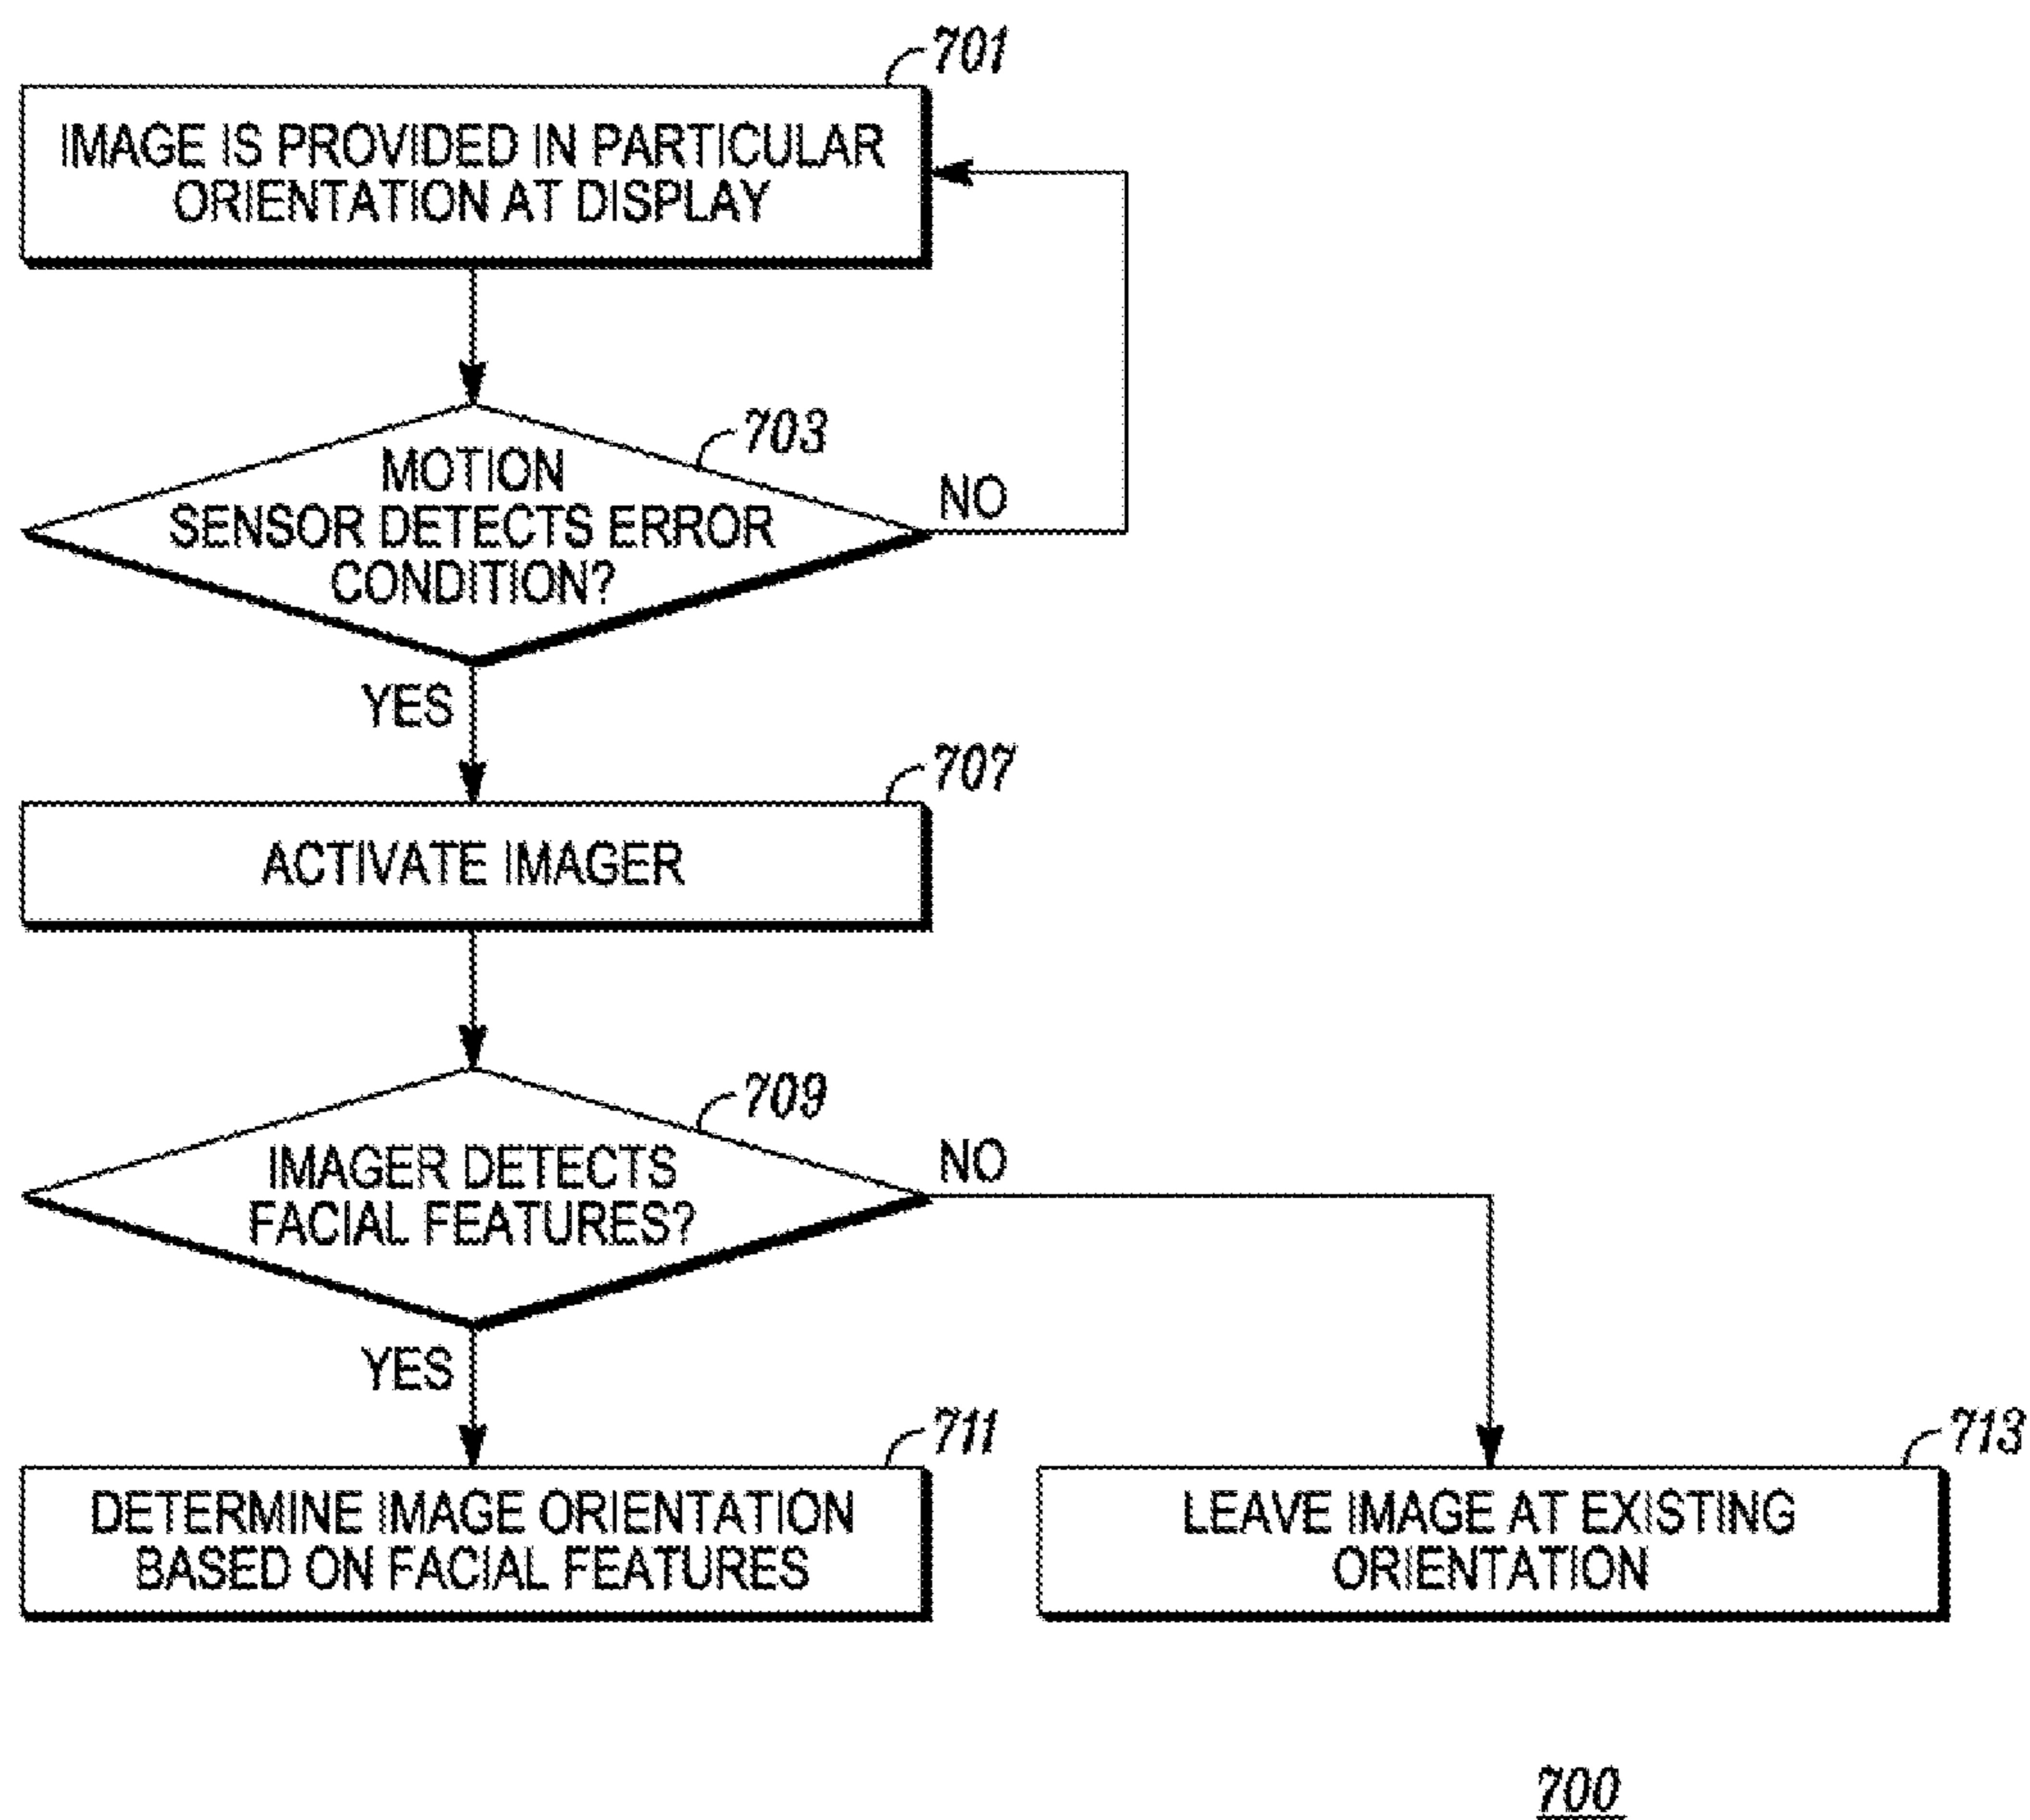 701
IMAGE IS PROVIDED IN PARTICULAR
ORIENTATION AT DISPLAY
703
MOTION
SENSOR DETECTS ERROR
CONDITION?
NO
YES
707
ACTIVATE IMAGER
709
IMAGER DETECTS
FACIAL FEATURES?
NO
YES
711
DETERMINE IMAGE ORIENTATION
BASED ON FACIAL FEATURES
713
LEAVE IMAGE AT EXISTING
ORIENTATION
700